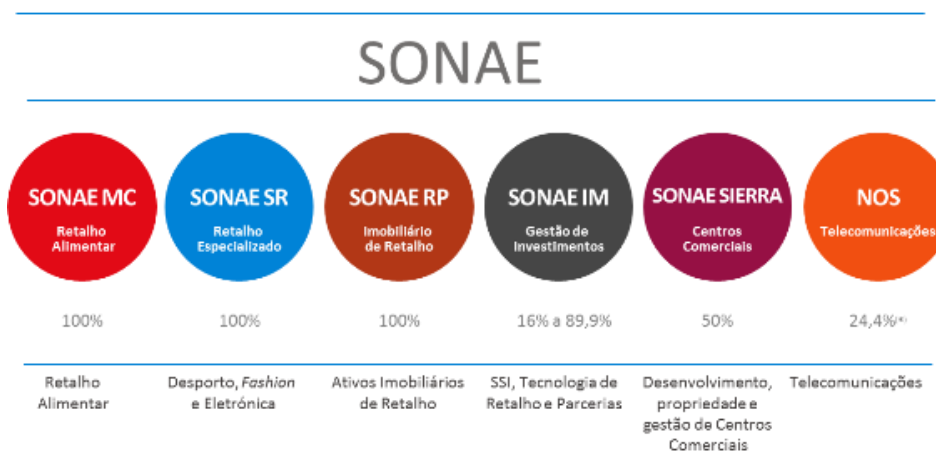 SONAE
SONAE MC
Retalho
Alimentar
SONAE SR
Retalho
Especializado
SONAE RP
Imobiliário
de Retalho
SONAE IM
Gestão de
Investimentos
SONAE SIERRA
Centros
Comerciais
NOS
Telecomunicações
100%
100%
100%
16% a 89,9%
50%
24,4%(*)
Retalho
Alimentar
Desporto, Fashion
e Eletrónica
Ativos Imobiliários
de Retalho
SSI, Tecnologia de
Retalho e Parcerias
Desenvolvimento,
propriedade e
gestão de Centros
Comerciais
Telecomunicações